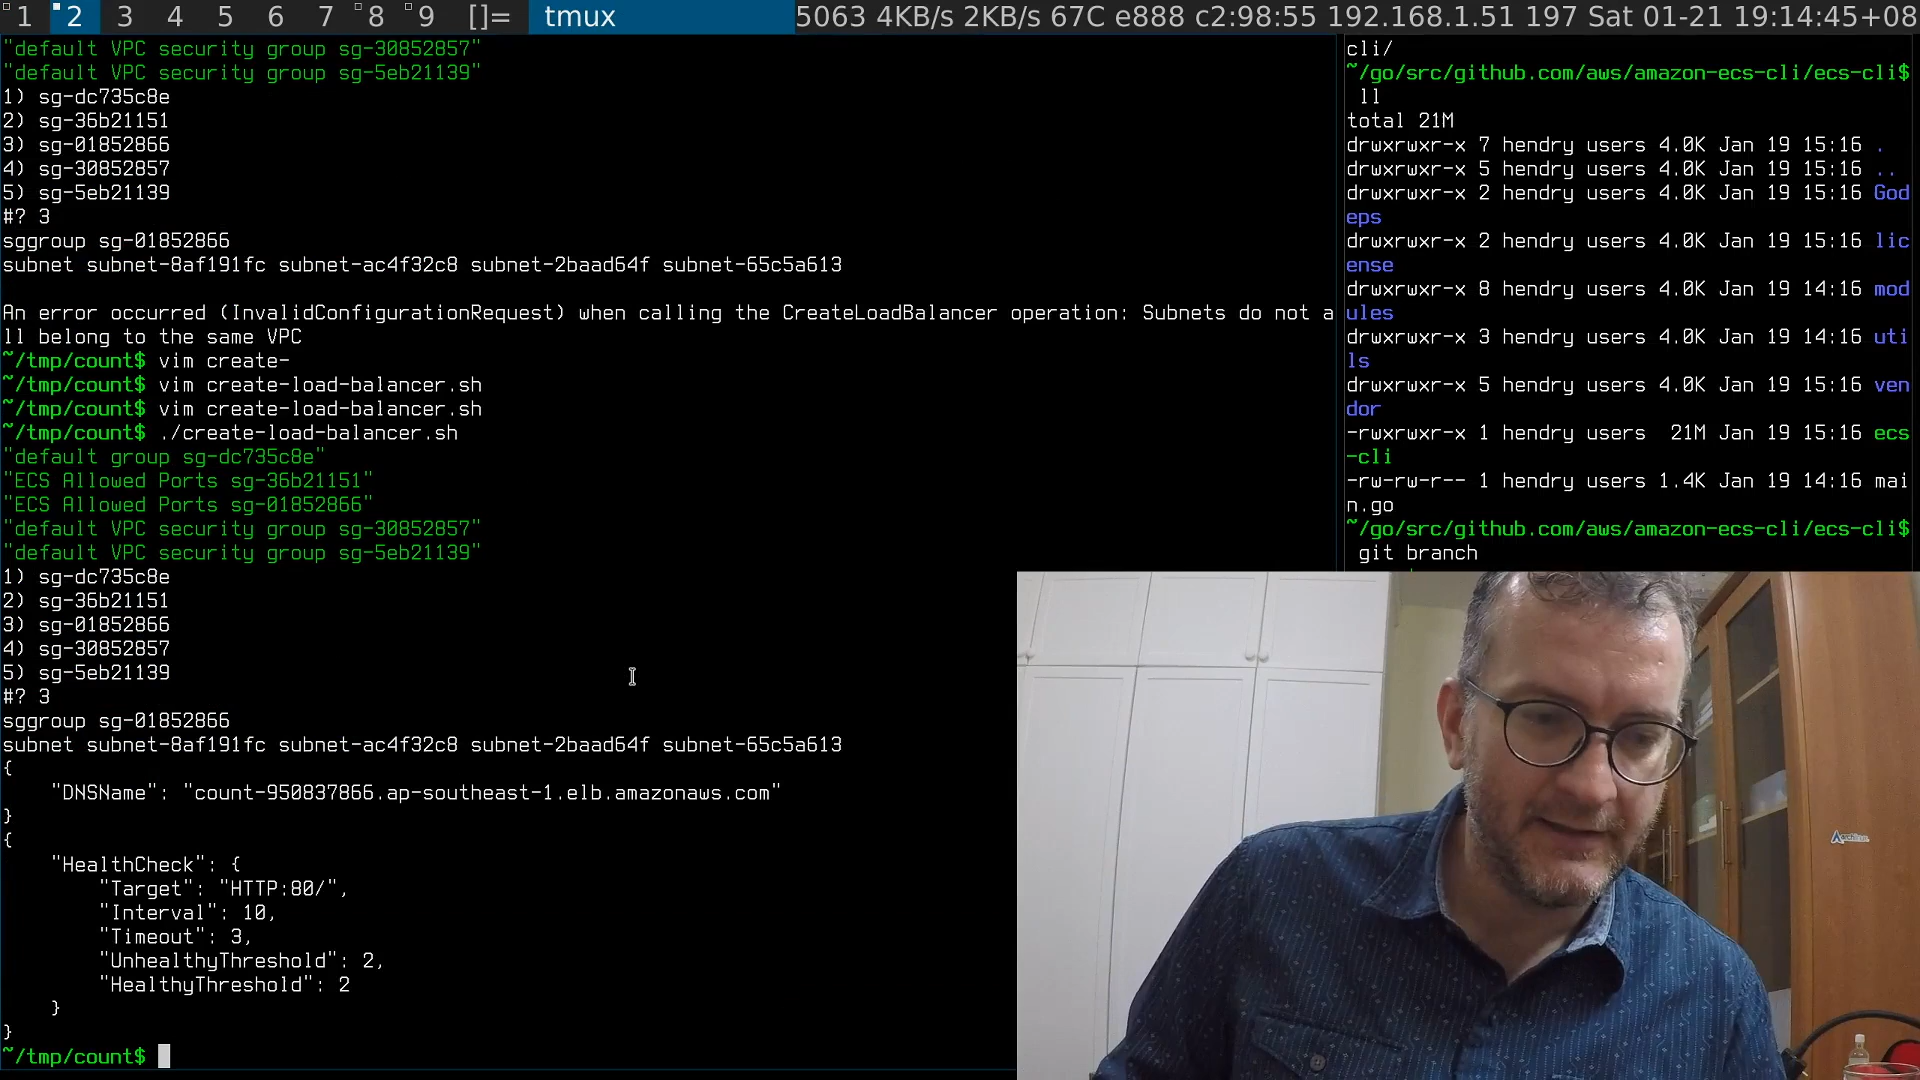 1 2 3 4 5 6 7 8 9 []= tmux 5063 4KB/s 2KB/s 67C e888 c2:98:55 192.168.1.51 197 Sat 01-21 19:14:45+08
"default VPC security group sg-30852857"
"default VPC security group sg-5eb21139"
1) sg-dc735c8e
2) sg-36b21151
3) sg-01852866
4) sg-30852857
5) sg-5eb21139
#? 3
sggroup sg-01852866
subnet subnet-8af191fc subnet-ac4f32c8 subnet-2baad64f subnet-65c5a613
An error occurred (InvalidConfigurationRequest) when calling the CreateLoadBalancer operation: Subnets do not a
ll belong to the same VPC
~/tmp/count$ vim create-
~/tmp/count$ vim create-load-balancer.sh
~/tmp/count$ vim create-load-balancer.sh
~/tmp/count$ ./create-load-balancer.sh
"default group sg-dc735c8e"
"ECS Allowed Ports sg-36b21151"
"ECS Allowed Ports sg-01852866"
"default VPC security group sg-30852857"
"default VPC security group sg-5eb21139"
1) sg-dc735c8e
2) sg-36b21151
3) sg-01852866
4) sg-30852857
5) sg-5eb21139
#? 3
sggroup sg-01852866
subnet subnet-8af191fc subnet-ac4f32c8 subnet-2baad64f subnet-65c5a613
{
    "DNSName": "count-950837866.ap-southeast-1.elb.amazonaws.com"
}
{
    "HealthCheck": {
        "Target": "HTTP:80/",
        "Interval": 10,
        "Timeout": 3,
        "UnhealthyThreshold": 2,
        "HealthyThreshold": 2
    }
}
~/tmp/count$
cli/
~/go/src/github.com/aws/amazon-ecs-cli/ecs-cli$
ll
total 21M
drwxrwxr-x 7 hendry users 4.0K Jan 19 15:16 .
drwxrwxr-x 5 hendry users 4.0K Jan 19 15:16 ..
drwxrwxr-x 2 hendry users 4.0K Jan 19 15:16 God
eps
drwxrwxr-x 2 hendry users 4.0K Jan 19 15:16 lic
ense
drwxrwxr-x 8 hendry users 4.0K Jan 19 14:16 mod
ules
drwxrwxr-x 3 hendry users 4.0K Jan 19 14:16 uti
ls
drwxrwxr-x 5 hendry users 4.0K Jan 19 15:16 ven
dor
-rwxrwxr-x 1 hendry users  21M Jan 19 15:16 ecs
-cli
-rw-rw-r-- 1 hendry users 1.4K Jan 19 14:16 mai
n.go
~/go/src/github.com/aws/amazon-ecs-cli/ecs-cli$
git branch